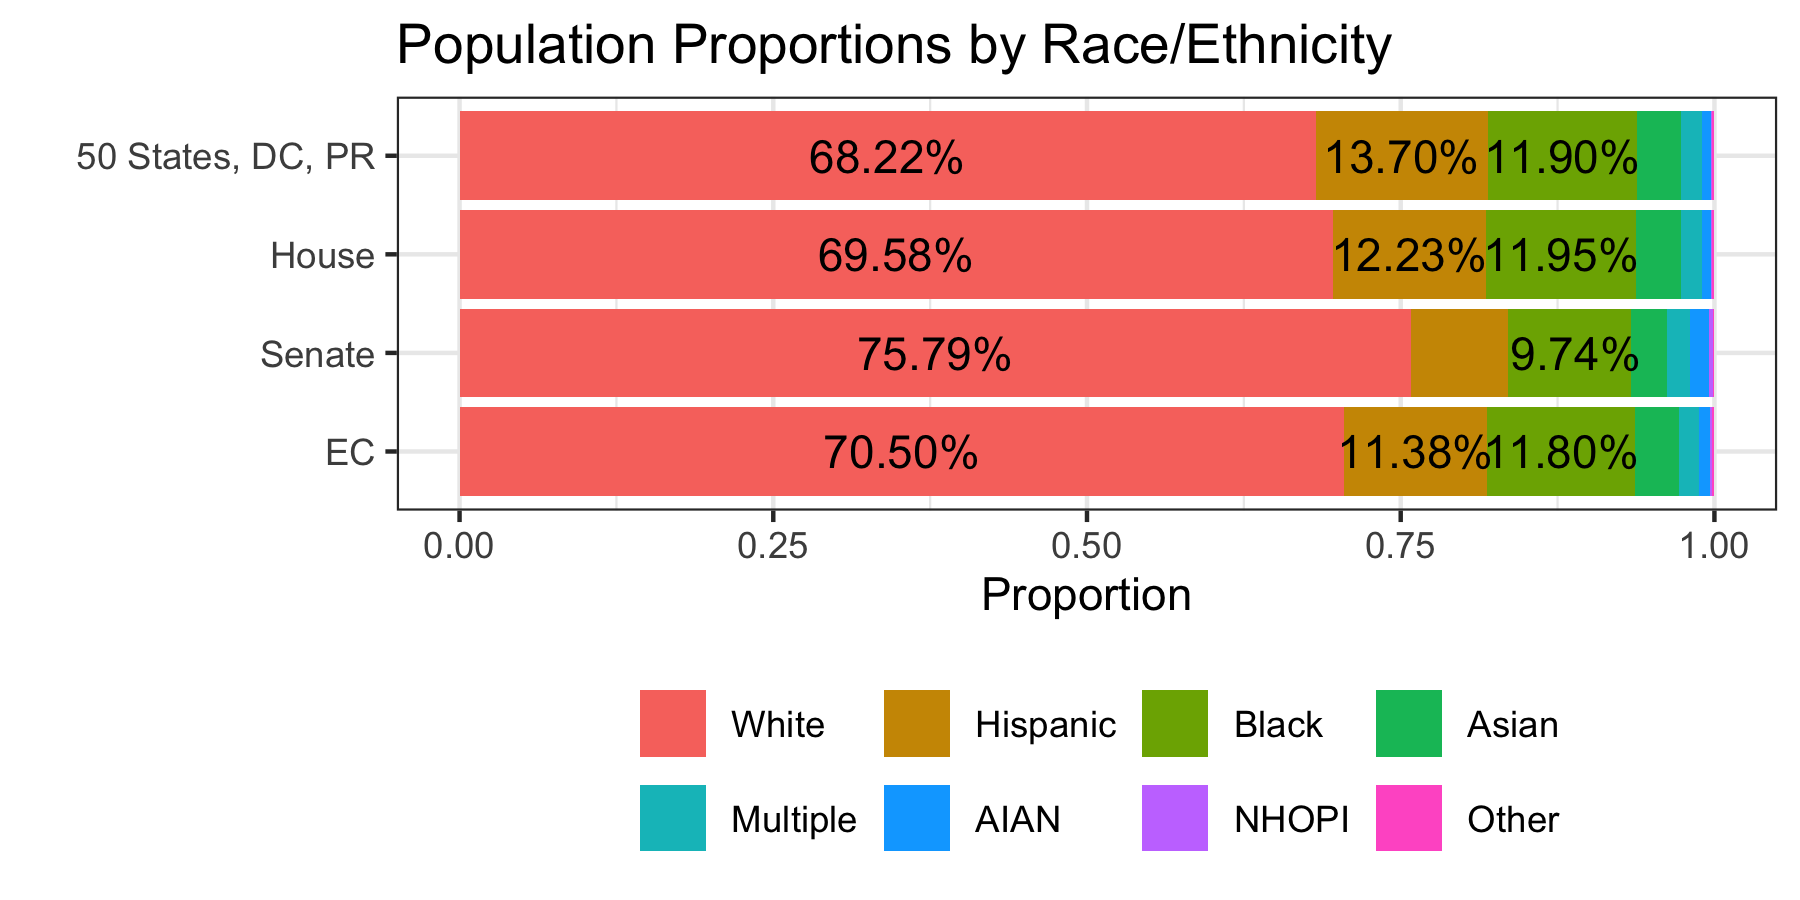 Population Proportions by Race/Ethnicity
50 States, DC, PR 68.22% 13.70% 11.90%
House 69.58% 12.23% 11.95%
Senate 75.79% 9.74%
EC 70.50% 11.38% 11.80%
0.00 0.25 0.50 0.75 1.00
Proportion
White Hispanic Black Asian
Multiple AIAN NHOPI Other